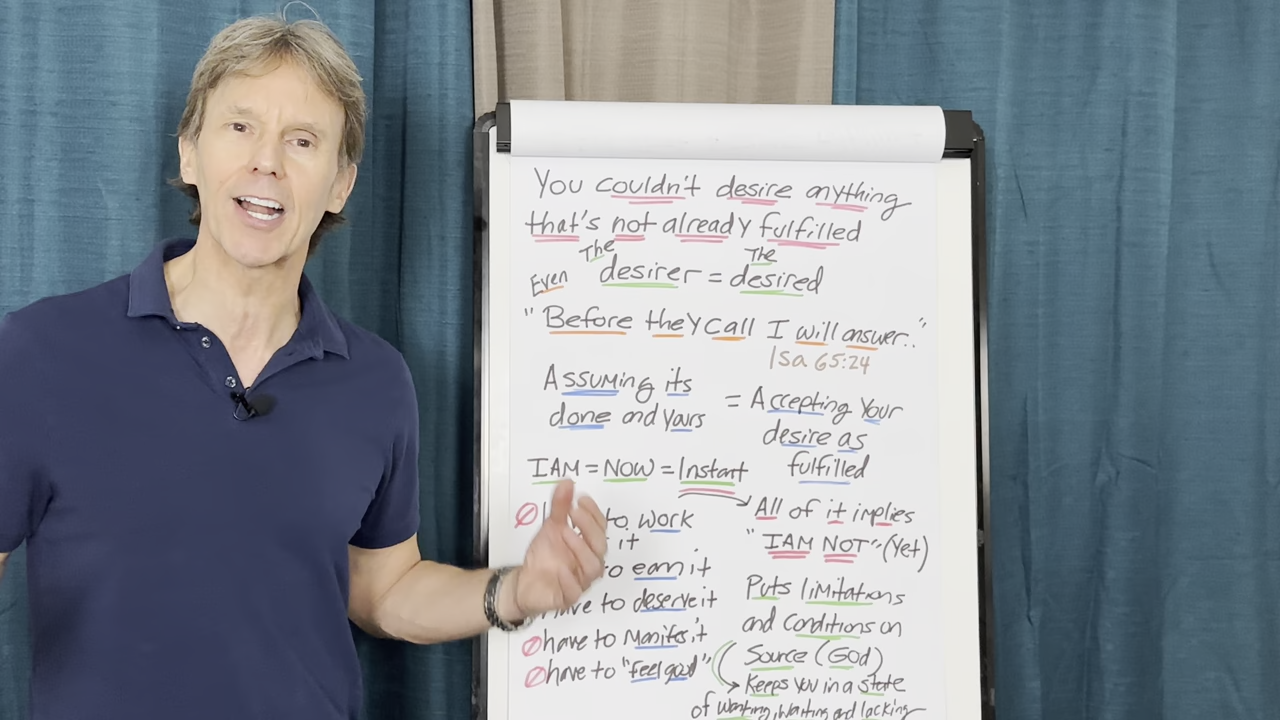 You couldn't desire anything
that's not already fulfilled
Even The desirer = The desired
"Before they call I will answer."
Isa 65:24
Assuming its
done and yours
= Accepting your
desire as
fulfilled
IAM = NOW = Instant
to work
it
to earn it
have to deserve it
have to Manifest it
have to "feel good"
All of it implies
"IAM NOT" (Yet)
Puts limitations
and conditions on
Source (God)
Keeps you in a state
of wanting, waiting and lacking